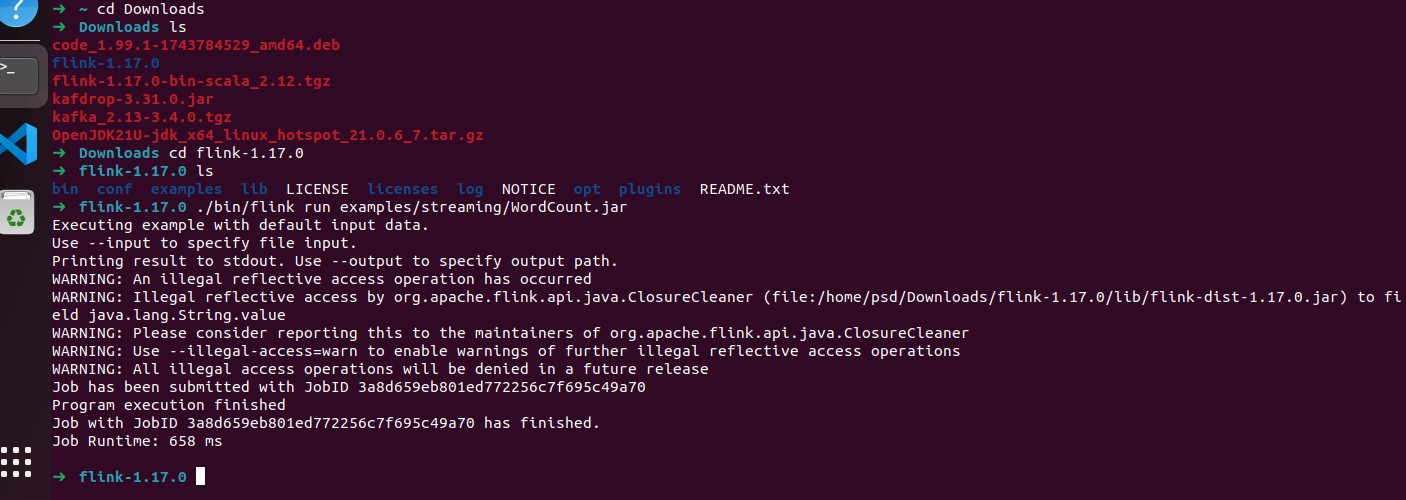 ➜ ~ cd Downloads
➜ Downloads ls
code_1.99.1-1743784529_amd64.deb
flink-1.17.0
flink-1.17.0-bin-scala_2.12.tgz
kafdrop-3.31.0.jar
kafka_2.13-3.4.0.tgz
OpenJDK21U-jdk_x64_linux_hotspot_21.0.6_7.tar.gz
➜ Downloads cd flink-1.17.0
➜ flink-1.17.0 ls
bin conf examples lib LICENSE licenses log NOTICE opt plugins README.txt
➜ flink-1.17.0 ./bin/flink run examples/streaming/WordCount.jar
Executing example with default input data.
Use --input to specify file input.
Printing result to stdout. Use --output to specify output path.
WARNING: An illegal reflective access operation has occurred
WARNING: Illegal reflective access by org.apache.flink.api.java.ClosureCleaner (file:/home/psd/Downloads/flink-1.17.0/lib/flink-dist-1.17.0.jar) to fi
eld java.lang.String.value
WARNING: Please consider reporting this to the maintainers of org.apache.flink.api.java.ClosureCleaner
WARNING: Use --illegal-access=warn to enable warnings of further illegal reflective access operations
WARNING: All illegal access operations will be denied in a future release
Job has been submitted with JobID 3a8d659eb801ed772256c7f695c49a70
Program execution finished
Job with JobID 3a8d659eb801ed772256c7f695c49a70 has finished.
Job Runtime: 658 ms
➜ flink-1.17.0